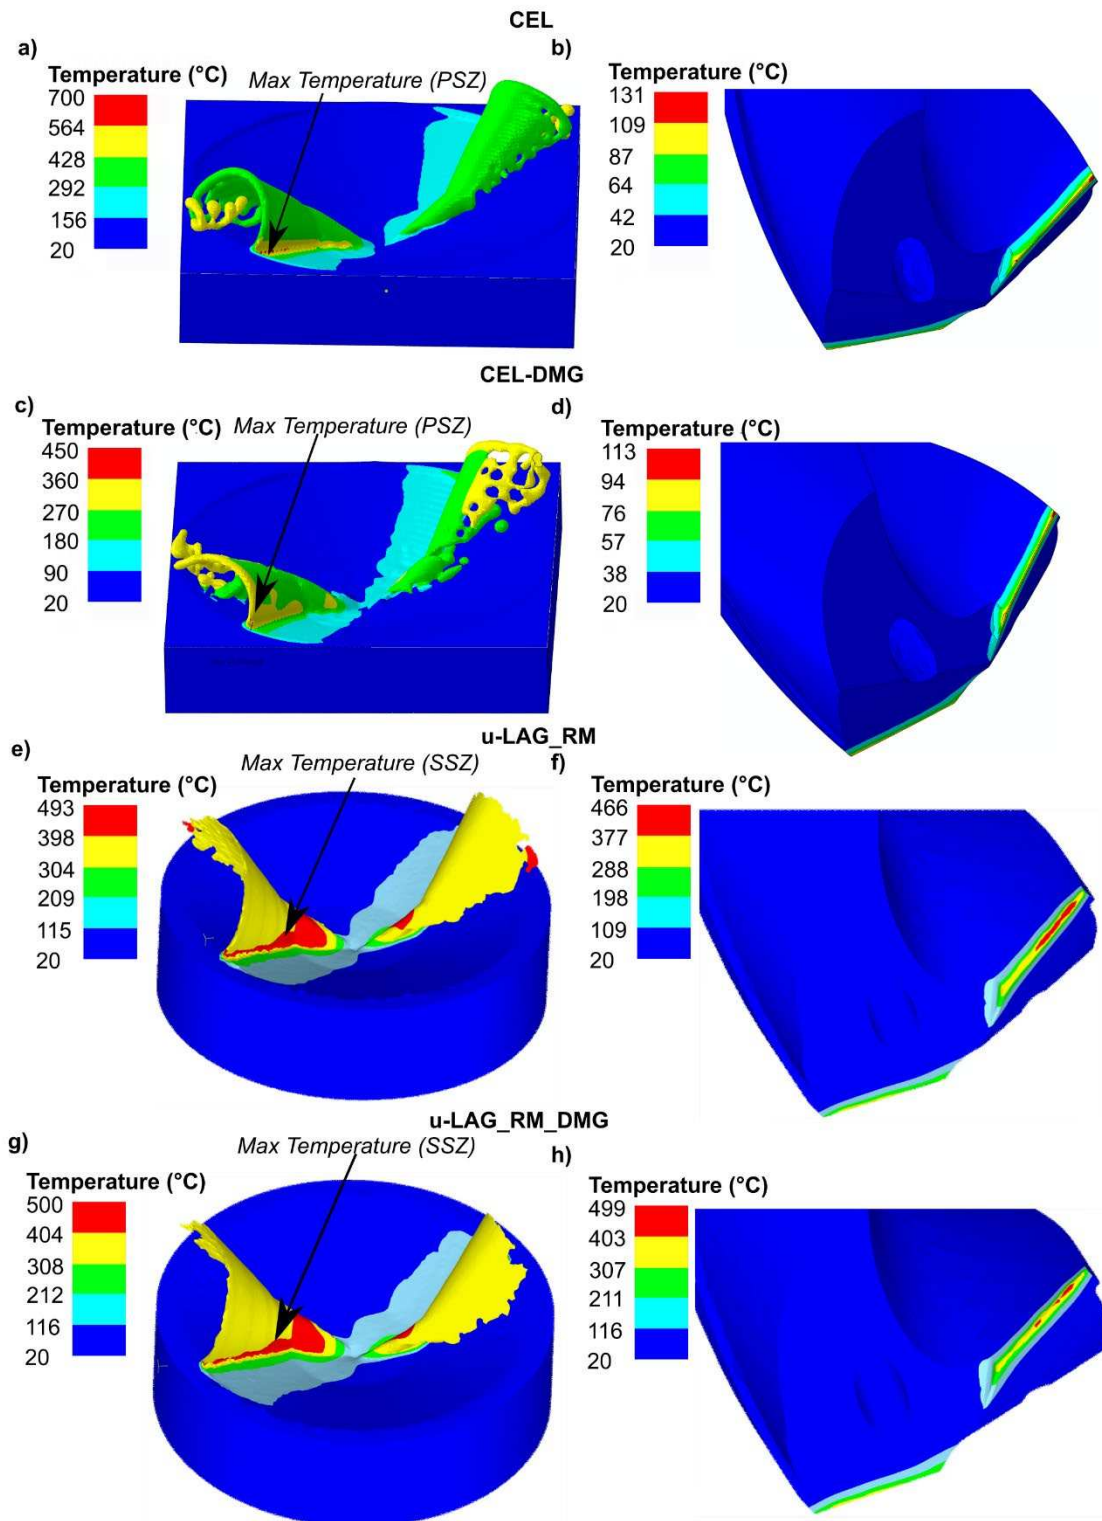 CEL
a)
Temperature (°C)
Max Temperature (PSZ)
700
564
428
292
156
20
b)
Temperature (°C)
131
109
87
64
42
20
CEL-DMG
c)
Temperature (°C)
Max Temperature (PSZ)
450
360
270
180
90
20
d)
Temperature (°C)
113
94
76
57
38
20
u-LAG_RM
e)
Max Temperature (SSZ)
Temperature (°C)
493
398
304
209
115
20
f)
Temperature (°C)
466
377
288
198
109
20
u-LAG_RM_DMG
g)
Max Temperature (SSZ)
Temperature (°C)
500
404
308
212
116
20
h)
Temperature (°C)
499
403
307
211
116
20